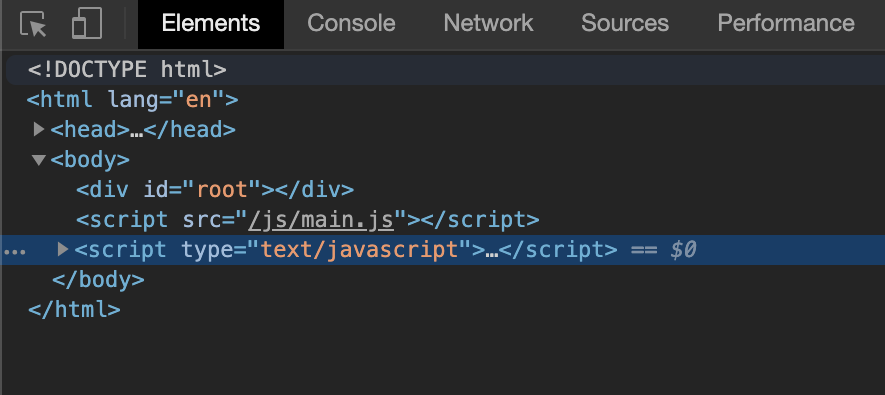 Elements Console Network Sources Performance
<!DOCTYPE html>
<html lang="en">
<head>…</head>
<body>
<div id="root"></div>
<script src="/js/main.js"></script>
<script type="text/javascript">…</script> == $0
</body>
</html>